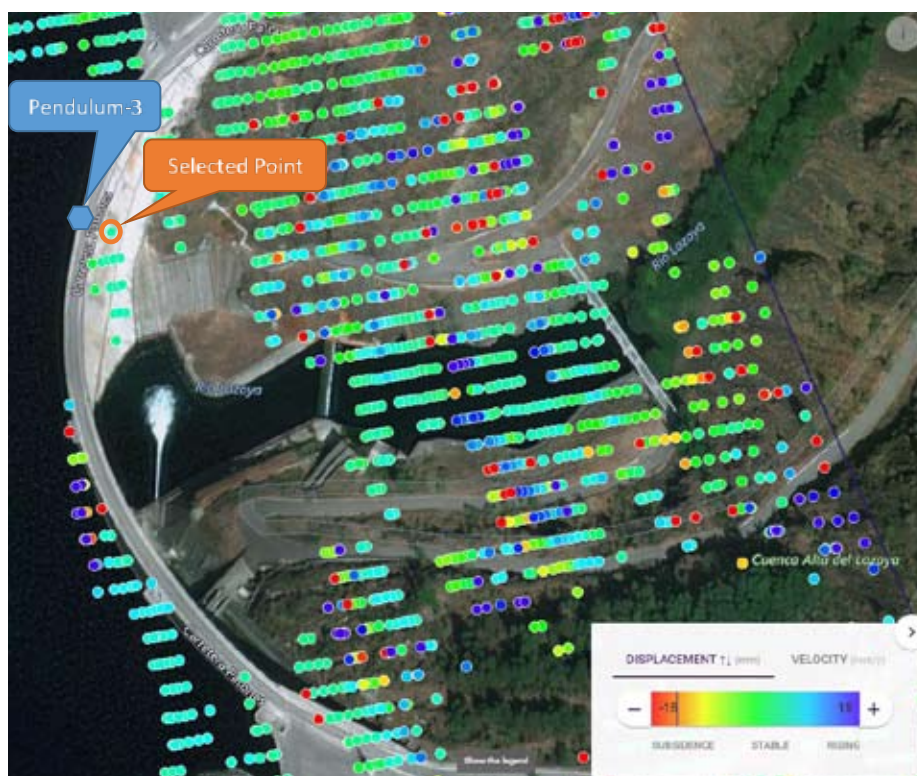 Pendulum-3
Selected Point
Río Lozoya
Río Lozoya
Cuenca Alta del Lozoya
DISPLACEMENT ↑↓ (mm)
VELOCITY
-15
15
SUBSIDENCE
STABLE
RISING
Show the legend